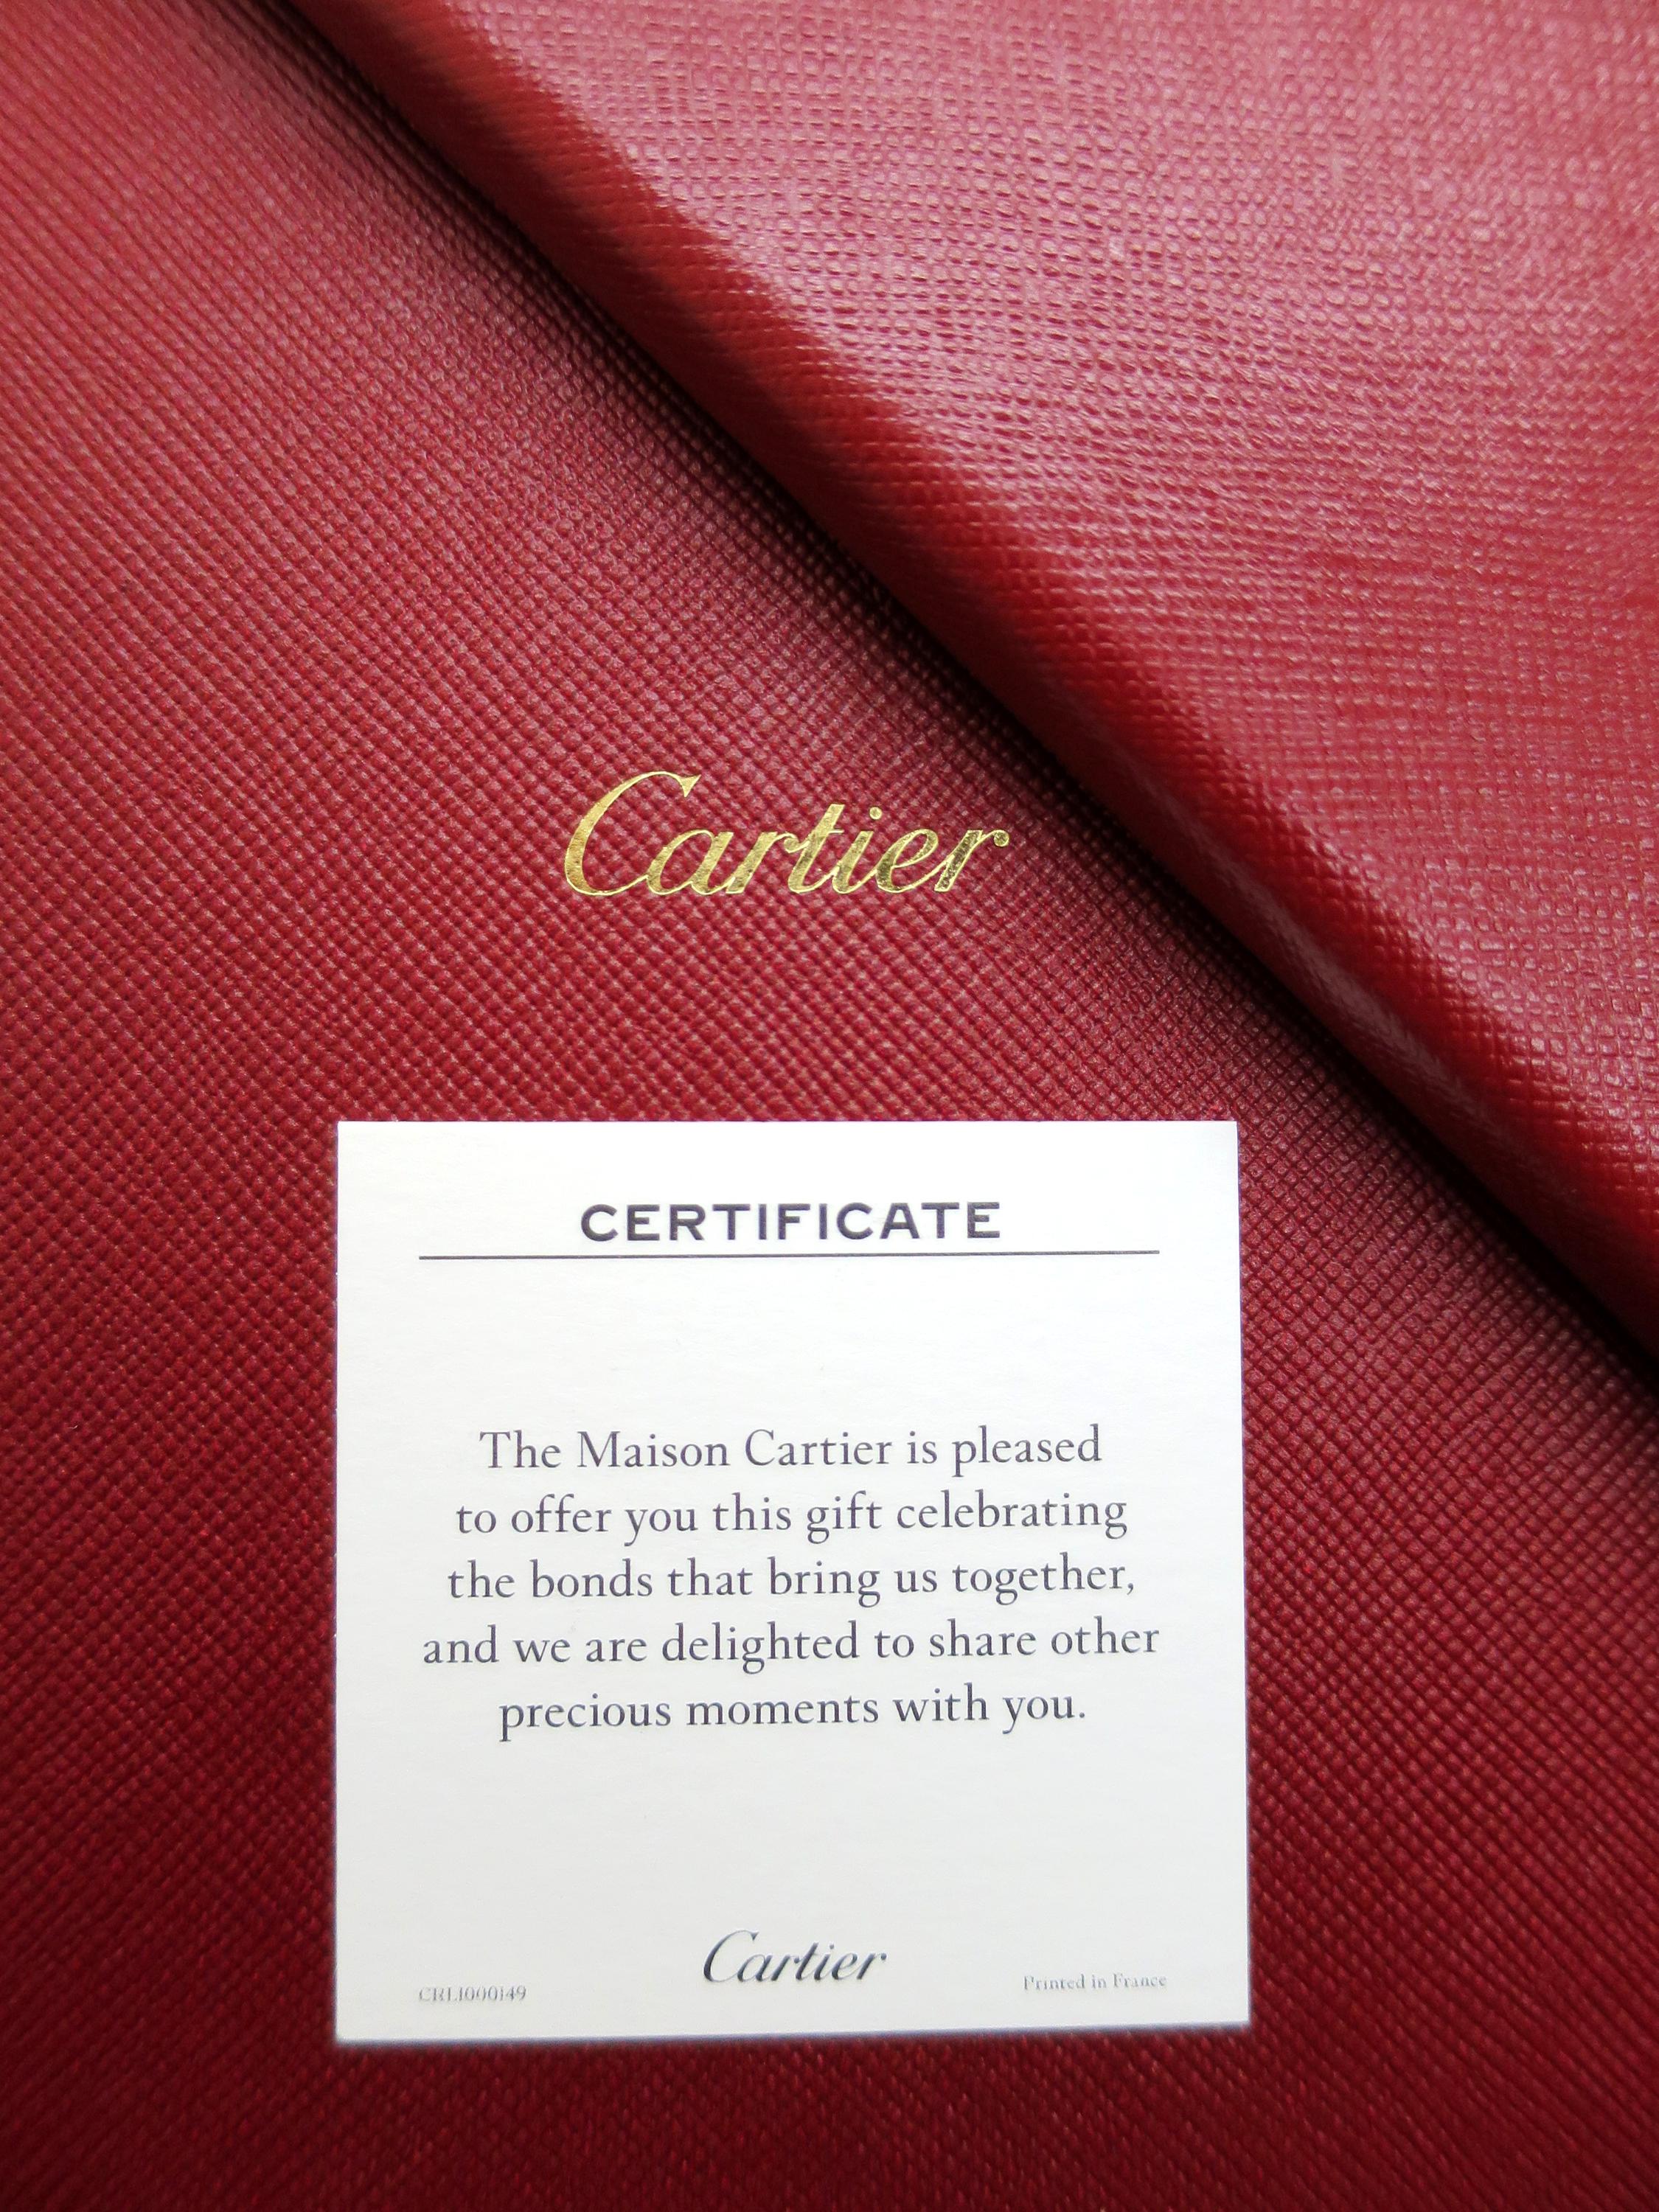 Cartier
CERTIFICATE
The Maison Cartier is pleased
to offer you this gift celebrating
the bonds that bring us together,
and we are delighted to share other
precious moments with you.
Cartier
CRL1000149
Printed in France